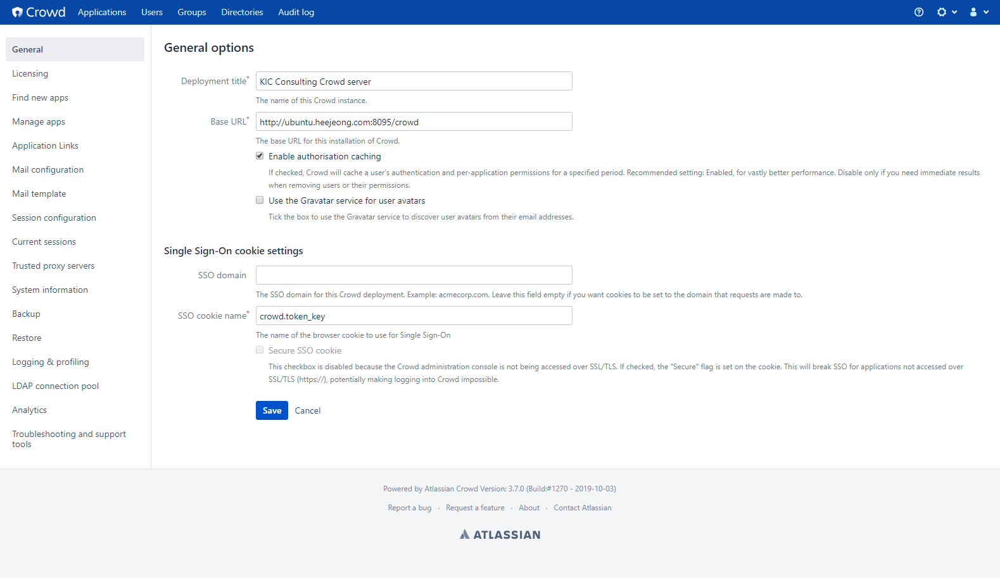 Crowd Applications Users Groups Directories Audit log
General
Licensing
Find new apps
Manage apps
Application Links
Mail configuration
Mail template
Session configuration
Current sessions
Trusted proxy servers
System information
Backup
Restore
Logging & profiling
LDAP connection pool
Analytics
Troubleshooting and support
tools
General options
Deployment title* KIC Consulting Crowd server
The name of this Crowd instance.
Base URL* http://ubuntu.heejeong.com:8095/crowd
The base URL for this installation of Crowd.
Enable authorisation caching
If checked, Crowd will cache a user's authentication and per-application permissions for a specified period. Recommended setting: Enabled, for vastly better performance. Disable only if you need immediate results
when removing users or their permissions.
Use the Gravatar service for user avatars
Tick the box to use the Gravatar service to discover user avatars from their email addresses.
Single Sign-On cookie settings
SSO domain
The SSO domain for this Crowd deployment. Example: acmecorp.com. Leave this field empty if you want cookies to be set to the domain that requests are made to.
SSO cookie name* crowd.token_key
The name of the browser cookie to use for Single Sign-On
Secure SSO cookie
This checkbox is disabled because the Crowd administration console is not being accessed over SSL/TLS. If checked, the "Secure" flag is set on the cookie. This will break SSO for applications not accessed over
SSL/TLS (https://), potentially making logging into Crowd impossible.
Save Cancel
Powered by Atlassian Crowd Version: 3.7.0 (Build:#1270 - 2019-10-03)
Report a bug · Request a feature · About · Contact Atlassian
ATLASSIAN